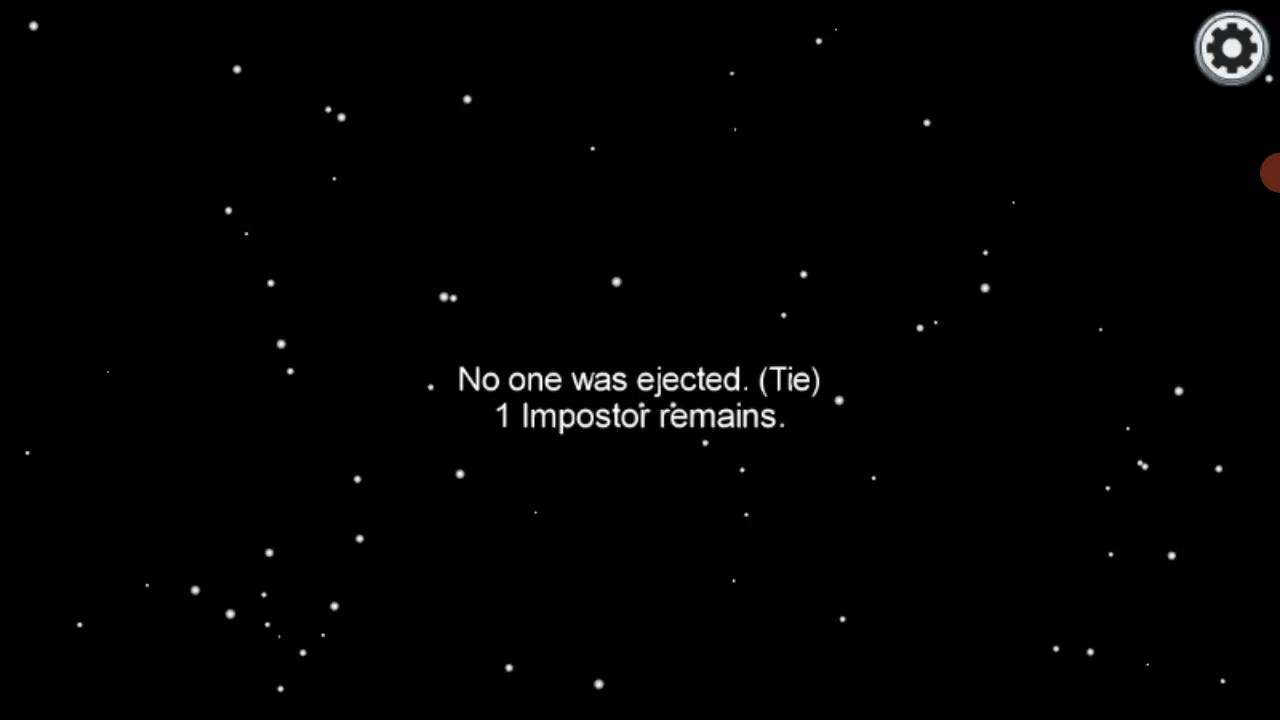 No one was ejected. (Tie)
1 Impostor remains.